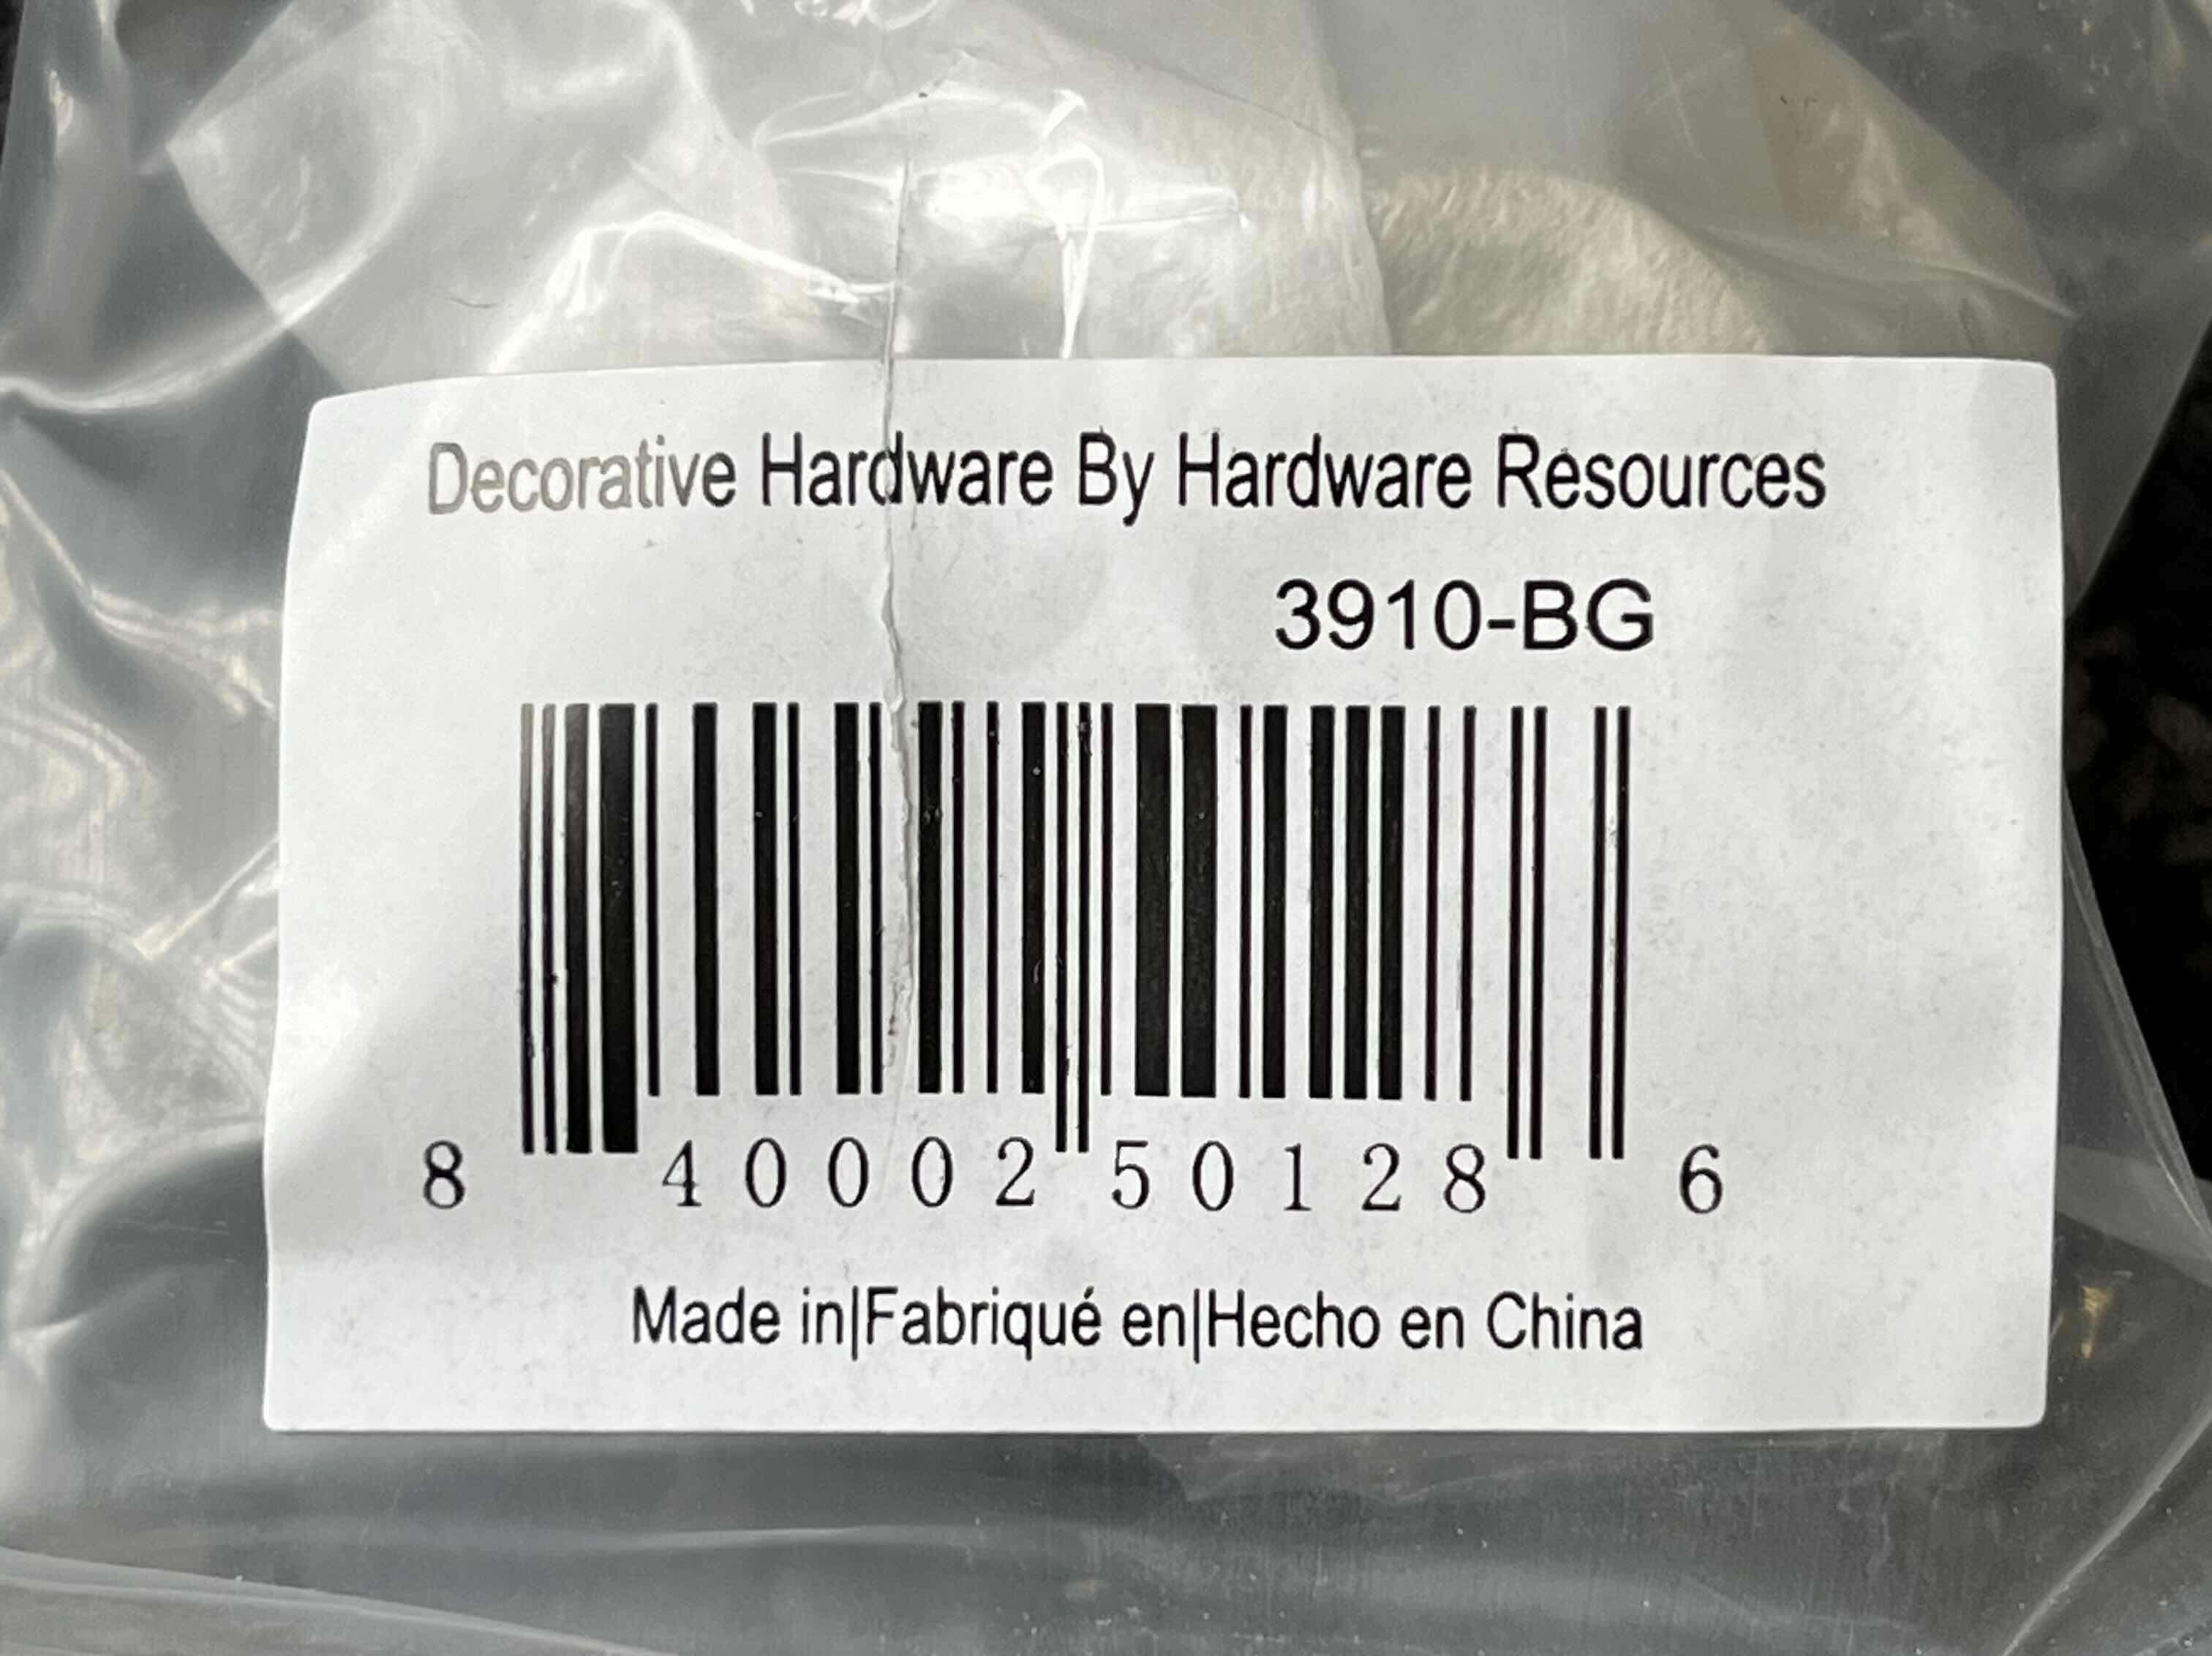 Decorative Hardware By Hardware Resources
3910-BG
8 40002 50128 6
Made in|Fabriqué en|Hecho en China